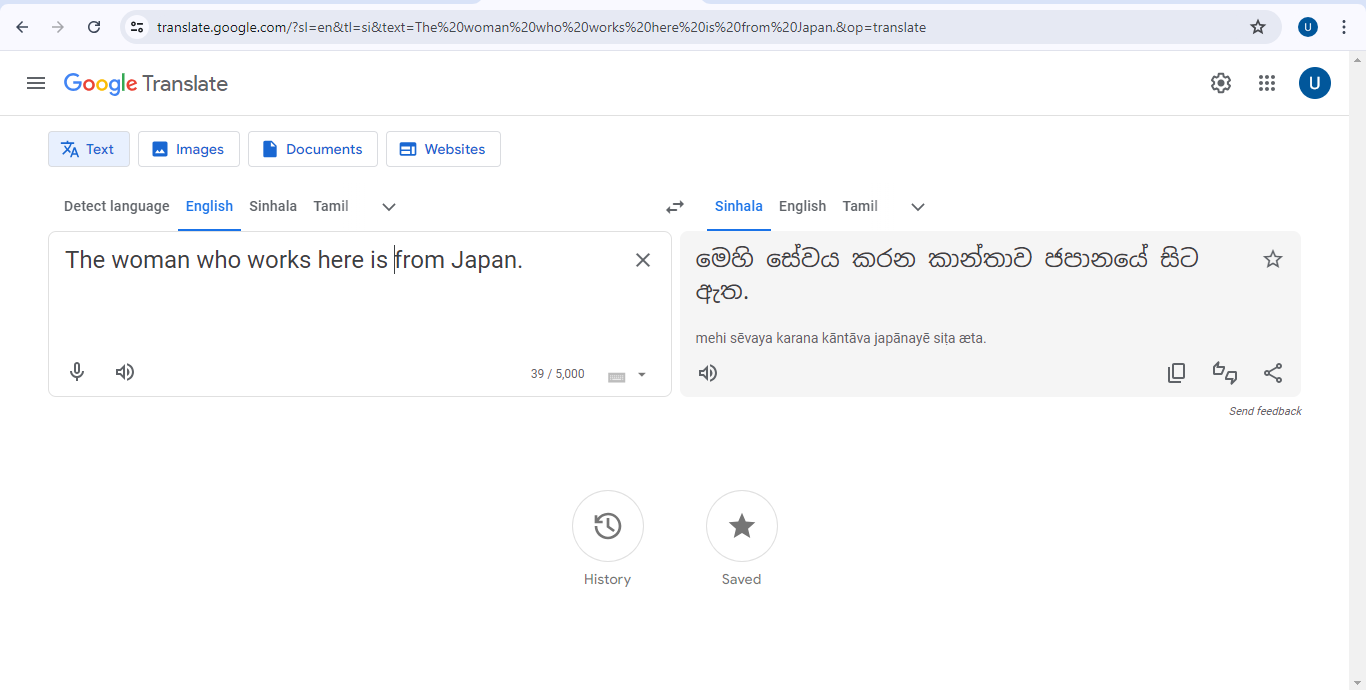 translate.google.com/?sl=en&tl=si&text=The%20woman%20who%20works%20here%20is%20from%20Japan.&op=translate
U
Google Translate
U
Text Images Documents Websites
Detect language English Sinhala Tamil
Sinhala English Tamil
The woman who works here is from Japan.
මෙහි සේවය කරන කාන්තාව ජපානයේ සිට
ඇත.
mehi sēvaya karana kāntāva japānayē siṭa æta.
39 / 5,000
Send feedback
History
Saved